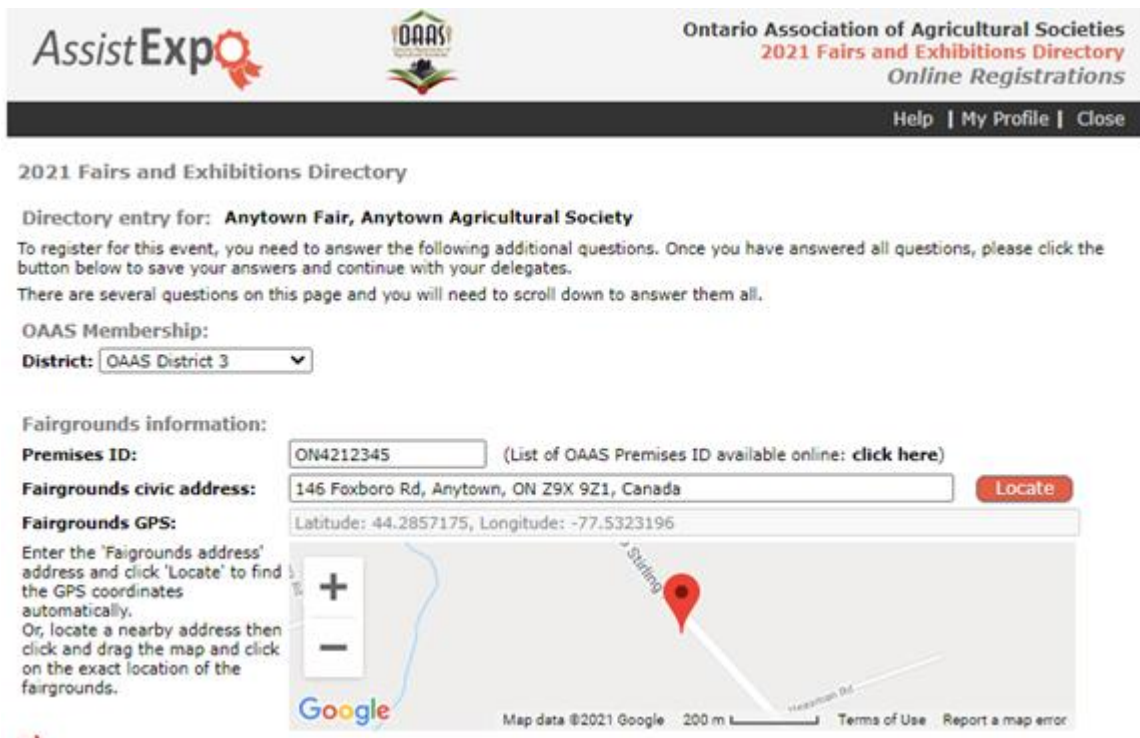 AssistExpo
OAAS
Ontario Association of Agricultural Societies
2021 Fairs and Exhibitions Directory
Online Registrations
Help | My Profile | Close
2021 Fairs and Exhibitions Directory
Directory entry for: Anytown Fair, Anytown Agricultural Society
To register for this event, you need to answer the following additional questions. Once you have answered all questions, please click the
button below to save your answers and continue with your delegates.
There are several questions on this page and you will need to scroll down to answer them all.
OAAS Membership:
District: OAAS District 3
Fairgrounds information:
Premises ID: ON4212345 (List of OAAS Premises ID available online: click here)
Fairgrounds civic address: 146 Foxboro Rd, Anytown, ON Z9X 9Z1, Canada Locate
Fairgrounds GPS: Latitude: 44.2857175, Longitude: -77.5323196
Enter the 'Faigrounds address'
address and click 'Locate' to find
the GPS coordinates
automatically.
Or, locate a nearby address then
click and drag the map and click
on the exact location of the
fairgrounds.
+
−
Stirling
Google
Map data ©2021 Google 200 m Terms of Use Report a map error